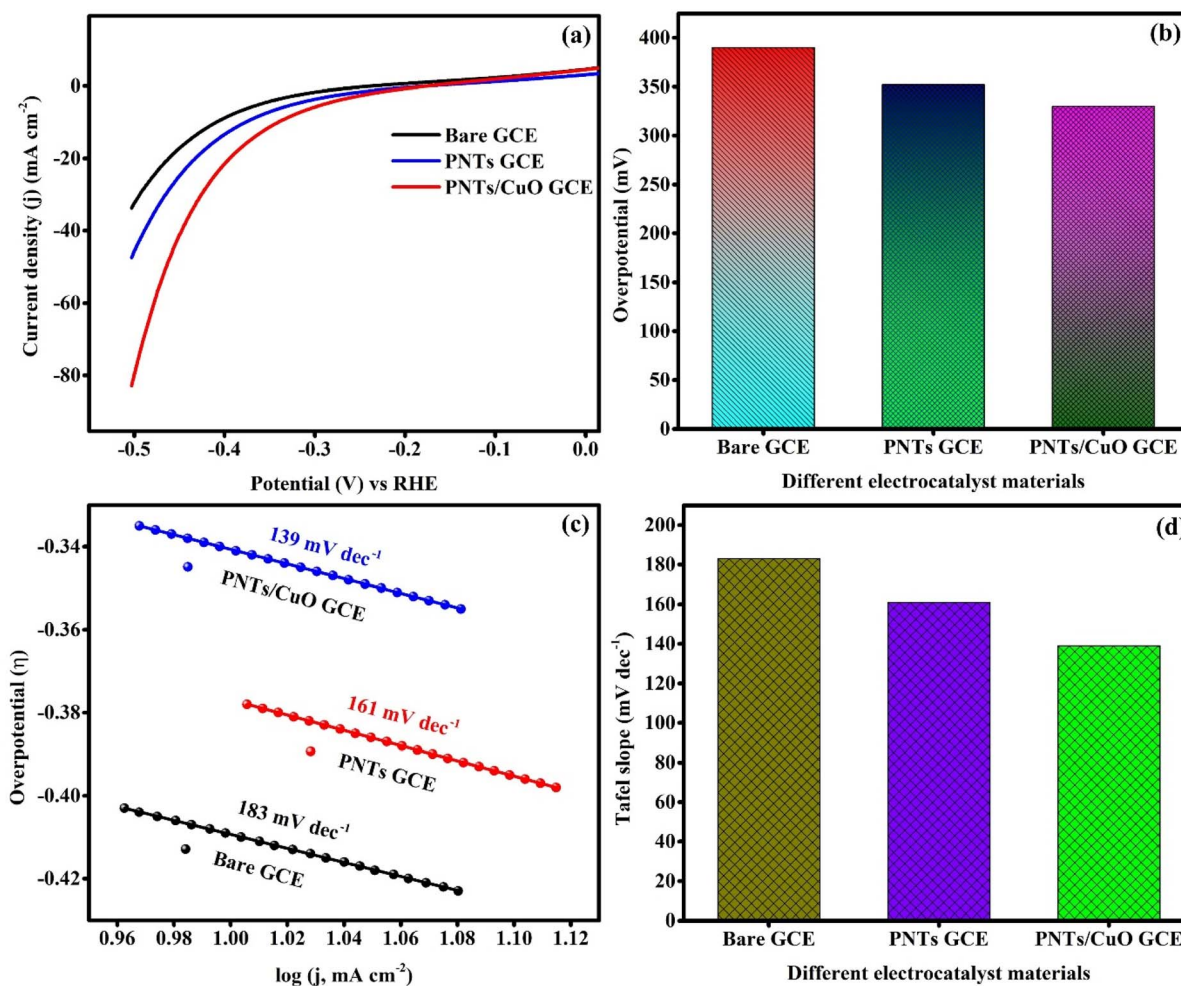 (a)
0
-20
-40
-60
-80
Current density (j) (mA cm⁻²)
Bare GCE
PNTs GCE
PNTs/CuO GCE
-0.5 -0.4 -0.3 -0.2 -0.1 0.0
Potential (V) vs RHE
(b)
400
350
300
250
200
150
100
50
0
Overpotential (mV)
Bare GCE PNTs GCE PNTs/CuO GCE
Different electrocatalyst materials
(c)
-0.34
-0.36
-0.38
-0.40
-0.42
Overpotential (η)
139 mV dec⁻¹
PNTs/CuO GCE
161 mV dec⁻¹
PNTs GCE
183 mV dec⁻¹
Bare GCE
0.96 0.98 1.00 1.02 1.04 1.06 1.08 1.10 1.12
log (j, mA cm⁻²)
(d)
200
180
160
140
120
100
80
60
40
20
0
Tafel slope (mV dec⁻¹)
Bare GCE PNTs GCE PNTs/CuO GCE
Different electrocatalyst materials